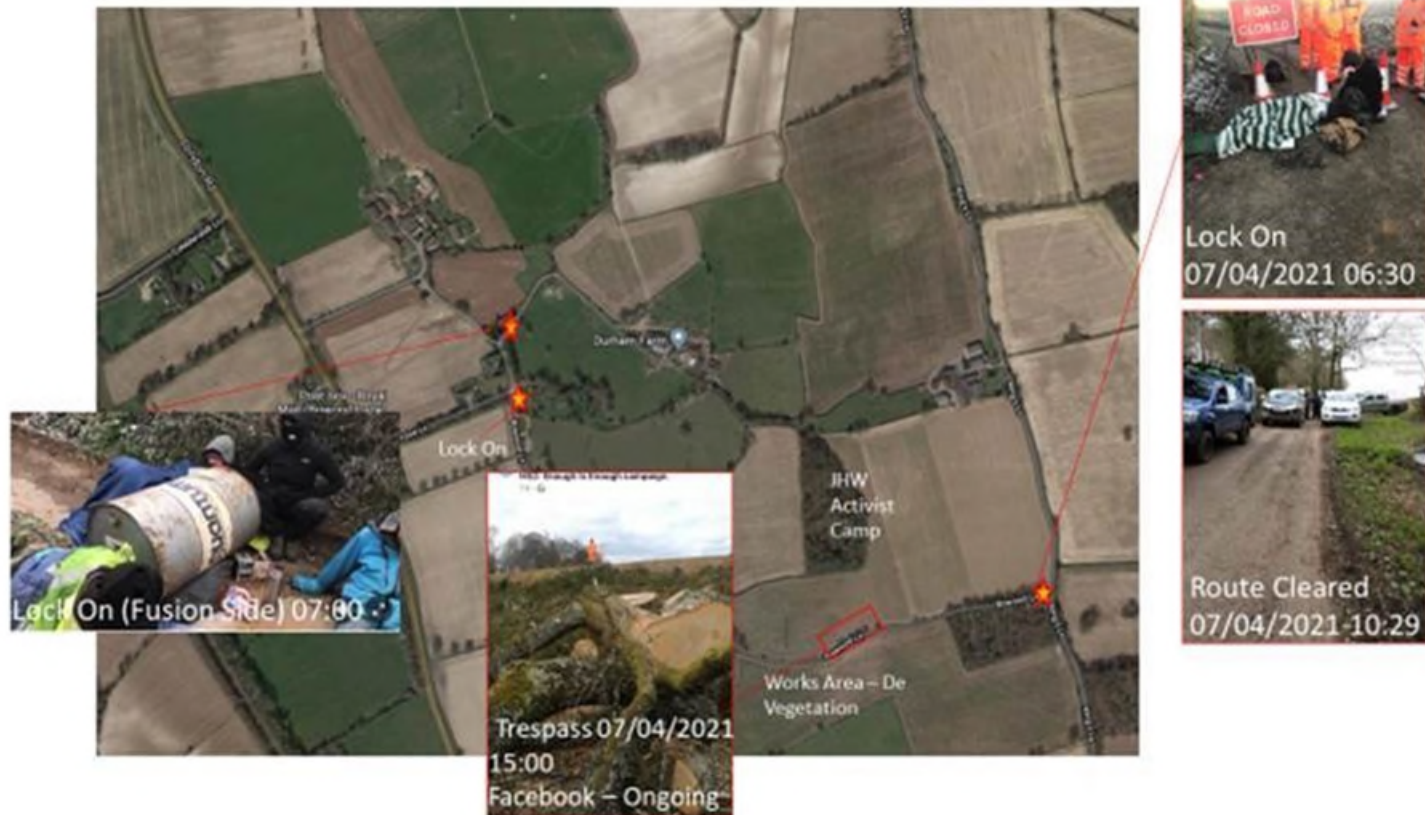 ROAD
CLOSED
Lock On
07/04/2021 06:30
Durham Farm
Lock On
Lock On (Fusion Side) 07:00
JHW
Activist
Camp
Route Cleared
07/04/2021 10:29
Works Area – De
Vegetation
Trespass 07/04/2021
15:00
Facebook – Ongoing